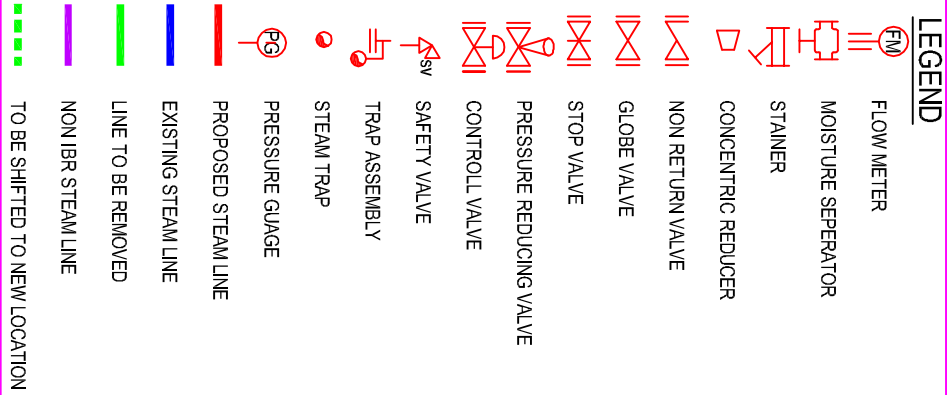 LEGEND
FM FLOW METER
MOISTURE SEPERATOR
STAINER
CONCENTRIC REDUCER
NON RETURN VALVE
GLOBE VALVE
STOP VALVE
PRESSURE REDUCING VALVE
CONTROLL VALVE
SV SAFETY VALVE
TRAP ASSEMBLY
STEAM TRAP
PG PRESSURE GUAGE
PROPOSED STEAM LINE
EXISTING STEAM LINE
LINE TO BE REMOVED
NON IBR STEAM LINE
TO BE SHIFTED TO NEW LOCATION